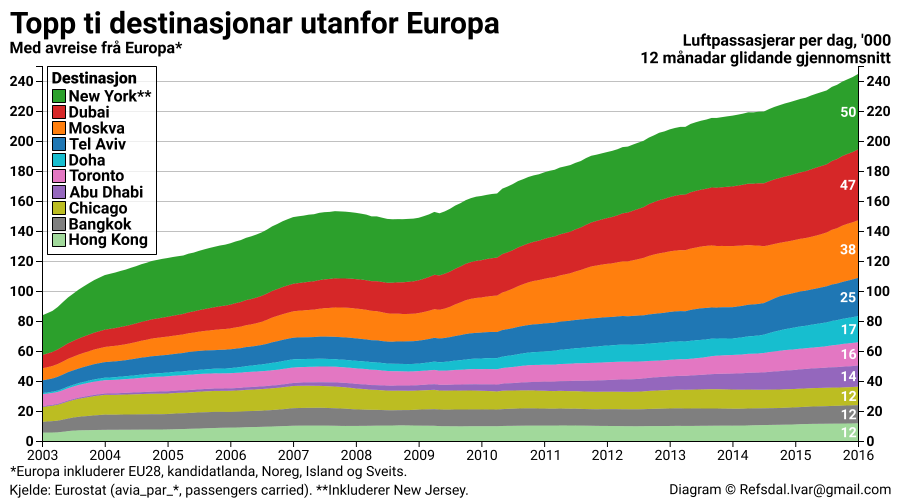 Topp ti destinasjonar utanfor Europa
Med avreise frå Europa*
Luftpassasjerar per dag, '000
12 månadar glidande gjennomsnitt
Destinasjon
New York**
Dubai
Moskva
Tel Aviv
Doha
Toronto
Abu Dhabi
Chicago
Bangkok
Hong Kong
240
220
200
180
160
140
120
100
80
60
40
20
0
50
47
38
25
17
16
14
12
12
12
240
220
200
180
160
140
120
100
80
60
40
20
0
2003 2004 2005 2006 2007 2008 2009 2010 2011 2012 2013 2014 2015 2016
*Europa inkluderer EU28, kandidatlanda, Noreg, Island og Sveits.
Kjelde: Eurostat (avia_par_*, passengers carried). **Inkluderer New Jersey.
Diagram © Refsdal.Ivar@gmail.com